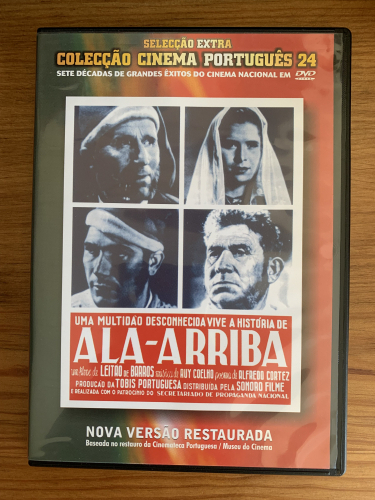 SELECÇÃO EXTRA
COLECÇÃO CINEMA PORTUGUÊS 24
SETE DÉCADAS DE GRANDES ÊXITOS DO CINEMA NACIONAL EM DVD
UMA MULTIDÃO DESCONHECIDA VIVE A HISTÓRIA DE
ALA-ARRIBA
um filme de LEITÃO DE BARROS música de RUY COELHO poema de ALFREDO CORTEZ
PRODUÇÃO DA TOBIS PORTUGUESA DISTRIBUÍDA PELA SONORO FILME
E REALIZADA COM O PATROCINIO DO SECRETARIADO DE PROPAGANDA NACIONAL
NOVA VERSÃO RESTAURADA
Baseada no restauro da Cinemateca Portuguesa / Museu do Cinema